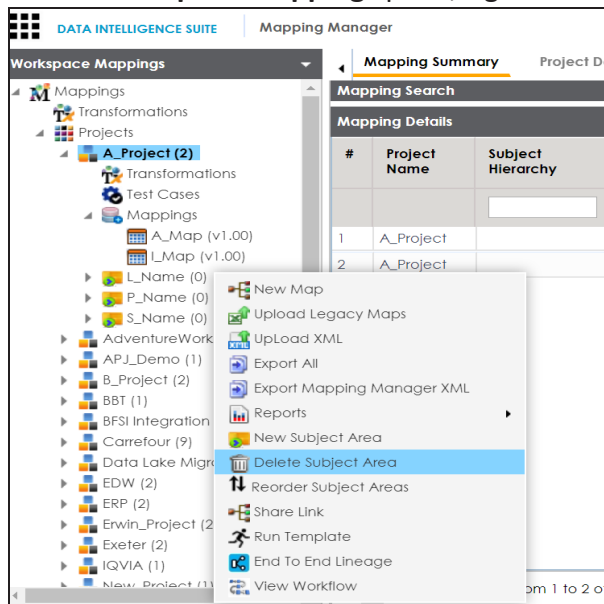 DATA INTELLIGENCE SUITE Mapping Manager
Workspace Mappings
Mapping Summary Project D
Mappings
Mapping Search
Transformations
Mapping Details
Projects
A_Project (2)
# Project Name Subject Hierarchy
Transformations
Test Cases
Mappings
A_Map (v1.00)
1 A_Project
I_Map (v1.00)
2 A_Project
L_Name (0)
P_Name (0)
S_Name (0)
AdventureWork
APJ_Demo (1)
B_Project (2)
BBT (1)
BFSI Integration
Carrefour (9)
Data Lake Migr
EDW (2)
ERP (2)
Erwin_Project (2
Exeter (2)
IQVIA (1)
New_Project (1)
New Map
Upload Legacy Maps
UpLoad XML
Export All
Export Mapping Manager XML
Reports
New Subject Area
Delete Subject Area
Reorder Subject Areas
Share Link
Run Template
End To End Lineage
View Workflow
om 1 to 2 o